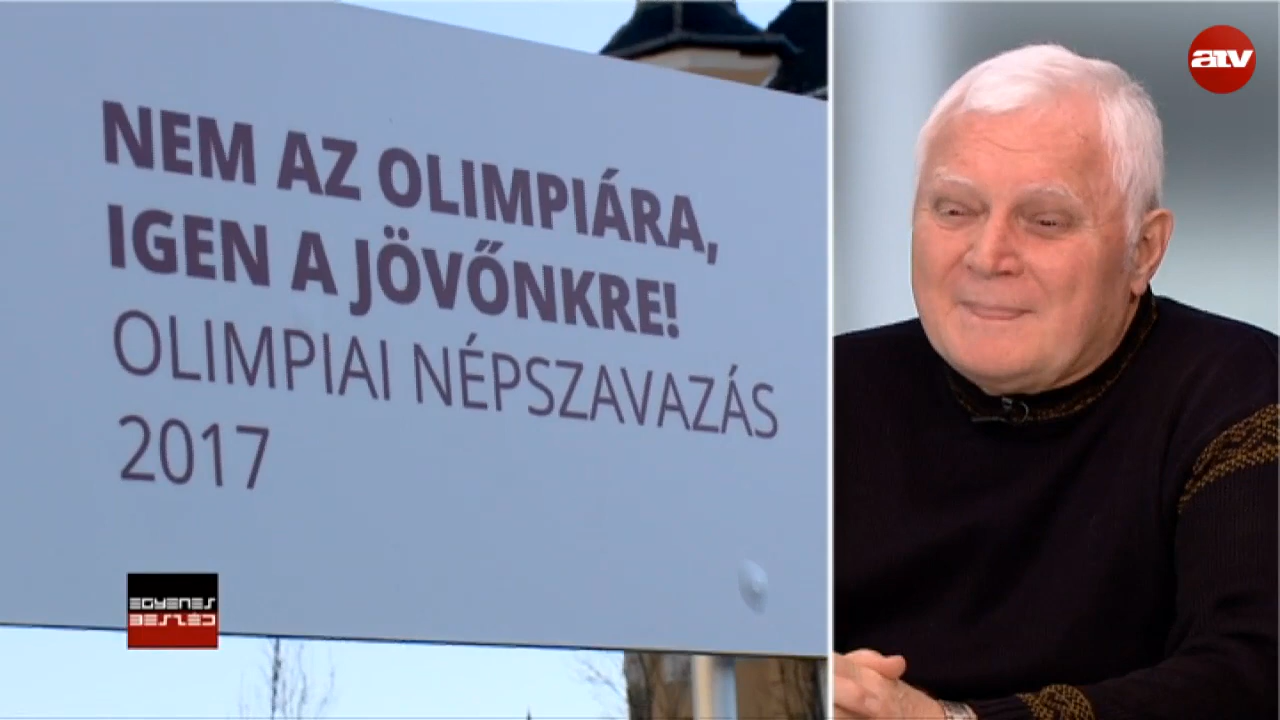 NEM AZ OLIMPIÁRA,
IGEN A JÖVŐNKRE!
OLIMPIAI NÉPSZAVAZÁS
2017
atv
EGYENES
BESZÉD